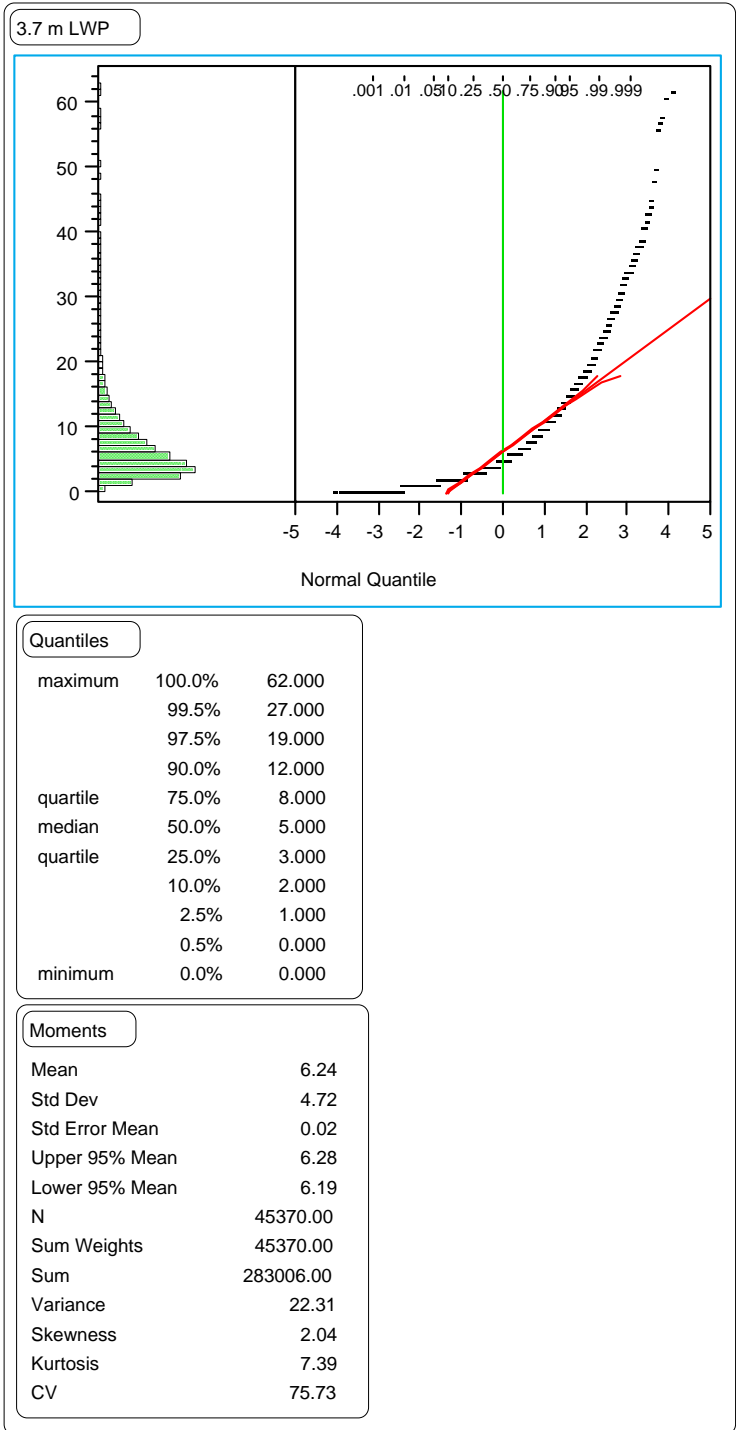 3.7 m LWP
.001 .01 .05 .10 .25 .50 .75 .90 .95 .99 .999
60
50
40
30
20
10
0
-5 -4 -3 -2 -1 0 1 2 3 4 5
Normal Quantile
Quantiles
maximum 100.0% 62.000
99.5% 27.000
97.5% 19.000
90.0% 12.000
quartile 75.0% 8.000
median 50.0% 5.000
quartile 25.0% 3.000
10.0% 2.000
2.5% 1.000
0.5% 0.000
minimum 0.0% 0.000
Moments
Mean 6.24
Std Dev 4.72
Std Error Mean 0.02
Upper 95% Mean 6.28
Lower 95% Mean 6.19
N 45370.00
Sum Weights 45370.00
Sum 283006.00
Variance 22.31
Skewness 2.04
Kurtosis 7.39
CV 75.73